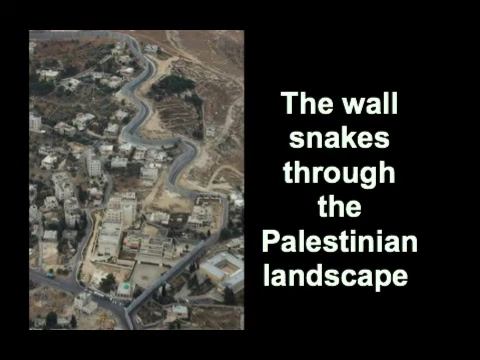 The wall
snakes
through
the
Palestinian
landscape